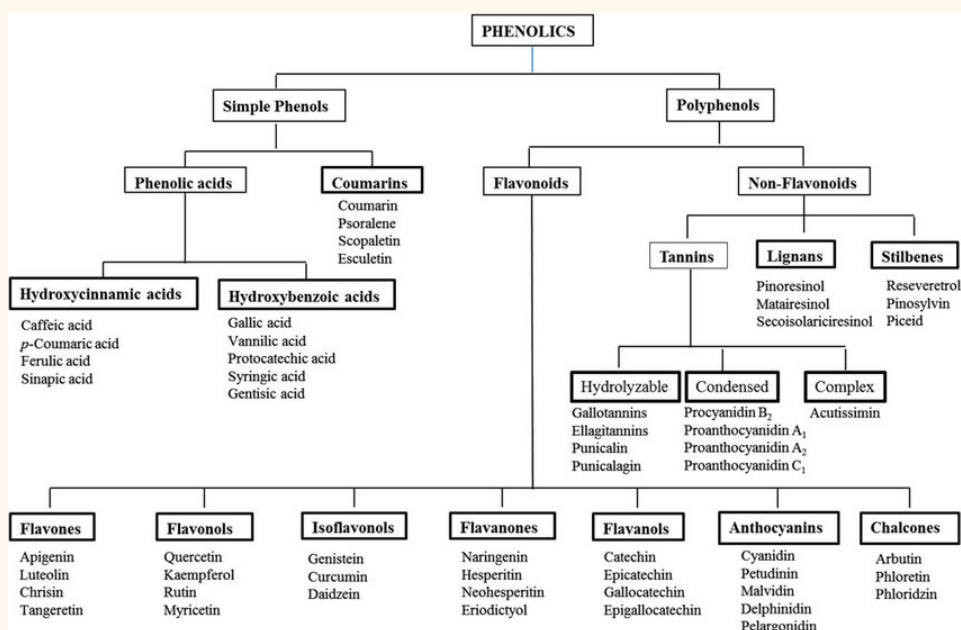 PHENOLICS
Simple Phenols
Polyphenols
Phenolic acids
Coumarins
Coumarin
Psoralene
Scopaletin
Esculetin
Flavonoids
Non-Flavonoids
Tannins
Lignans
Pinoresinol
Matairesinol
Secoisolariciresinol
Stilbenes
Reseveretrol
Pinosylvin
Piceid
Hydroxycinnamic acids
Caffeic acid
p-Coumaric acid
Ferulic acid
Sinapic acid
Hydroxybenzoic acids
Gallic acid
Vannilic acid
Protocatechic acid
Syringic acid
Gentisic acid
Hydrolyzable
Gallotannins
Ellagitannins
Punicalin
Punicalagin
Condensed
Procyanidin B₂
Proanthocyanidin A₁
Proanthocyanidin A₂
Proanthocyanidin C₁
Complex
Acutissimin
Flavones
Apigenin
Luteolin
Chrisin
Tangeretin
Flavonols
Quercetin
Kaempferol
Rutin
Myricetin
Isoflavonols
Genistein
Curcumin
Daidzein
Flavanones
Naringenin
Hesperitin
Neohesperitin
Eriodictyol
Flavanols
Catechin
Epicatechin
Gallocatechin
Epigallocatechin
Anthocyanins
Cyanidin
Petudinin
Malvidin
Delphinidin
Pelargonidin
Chalcones
Arbutin
Phloretin
Phloridzin